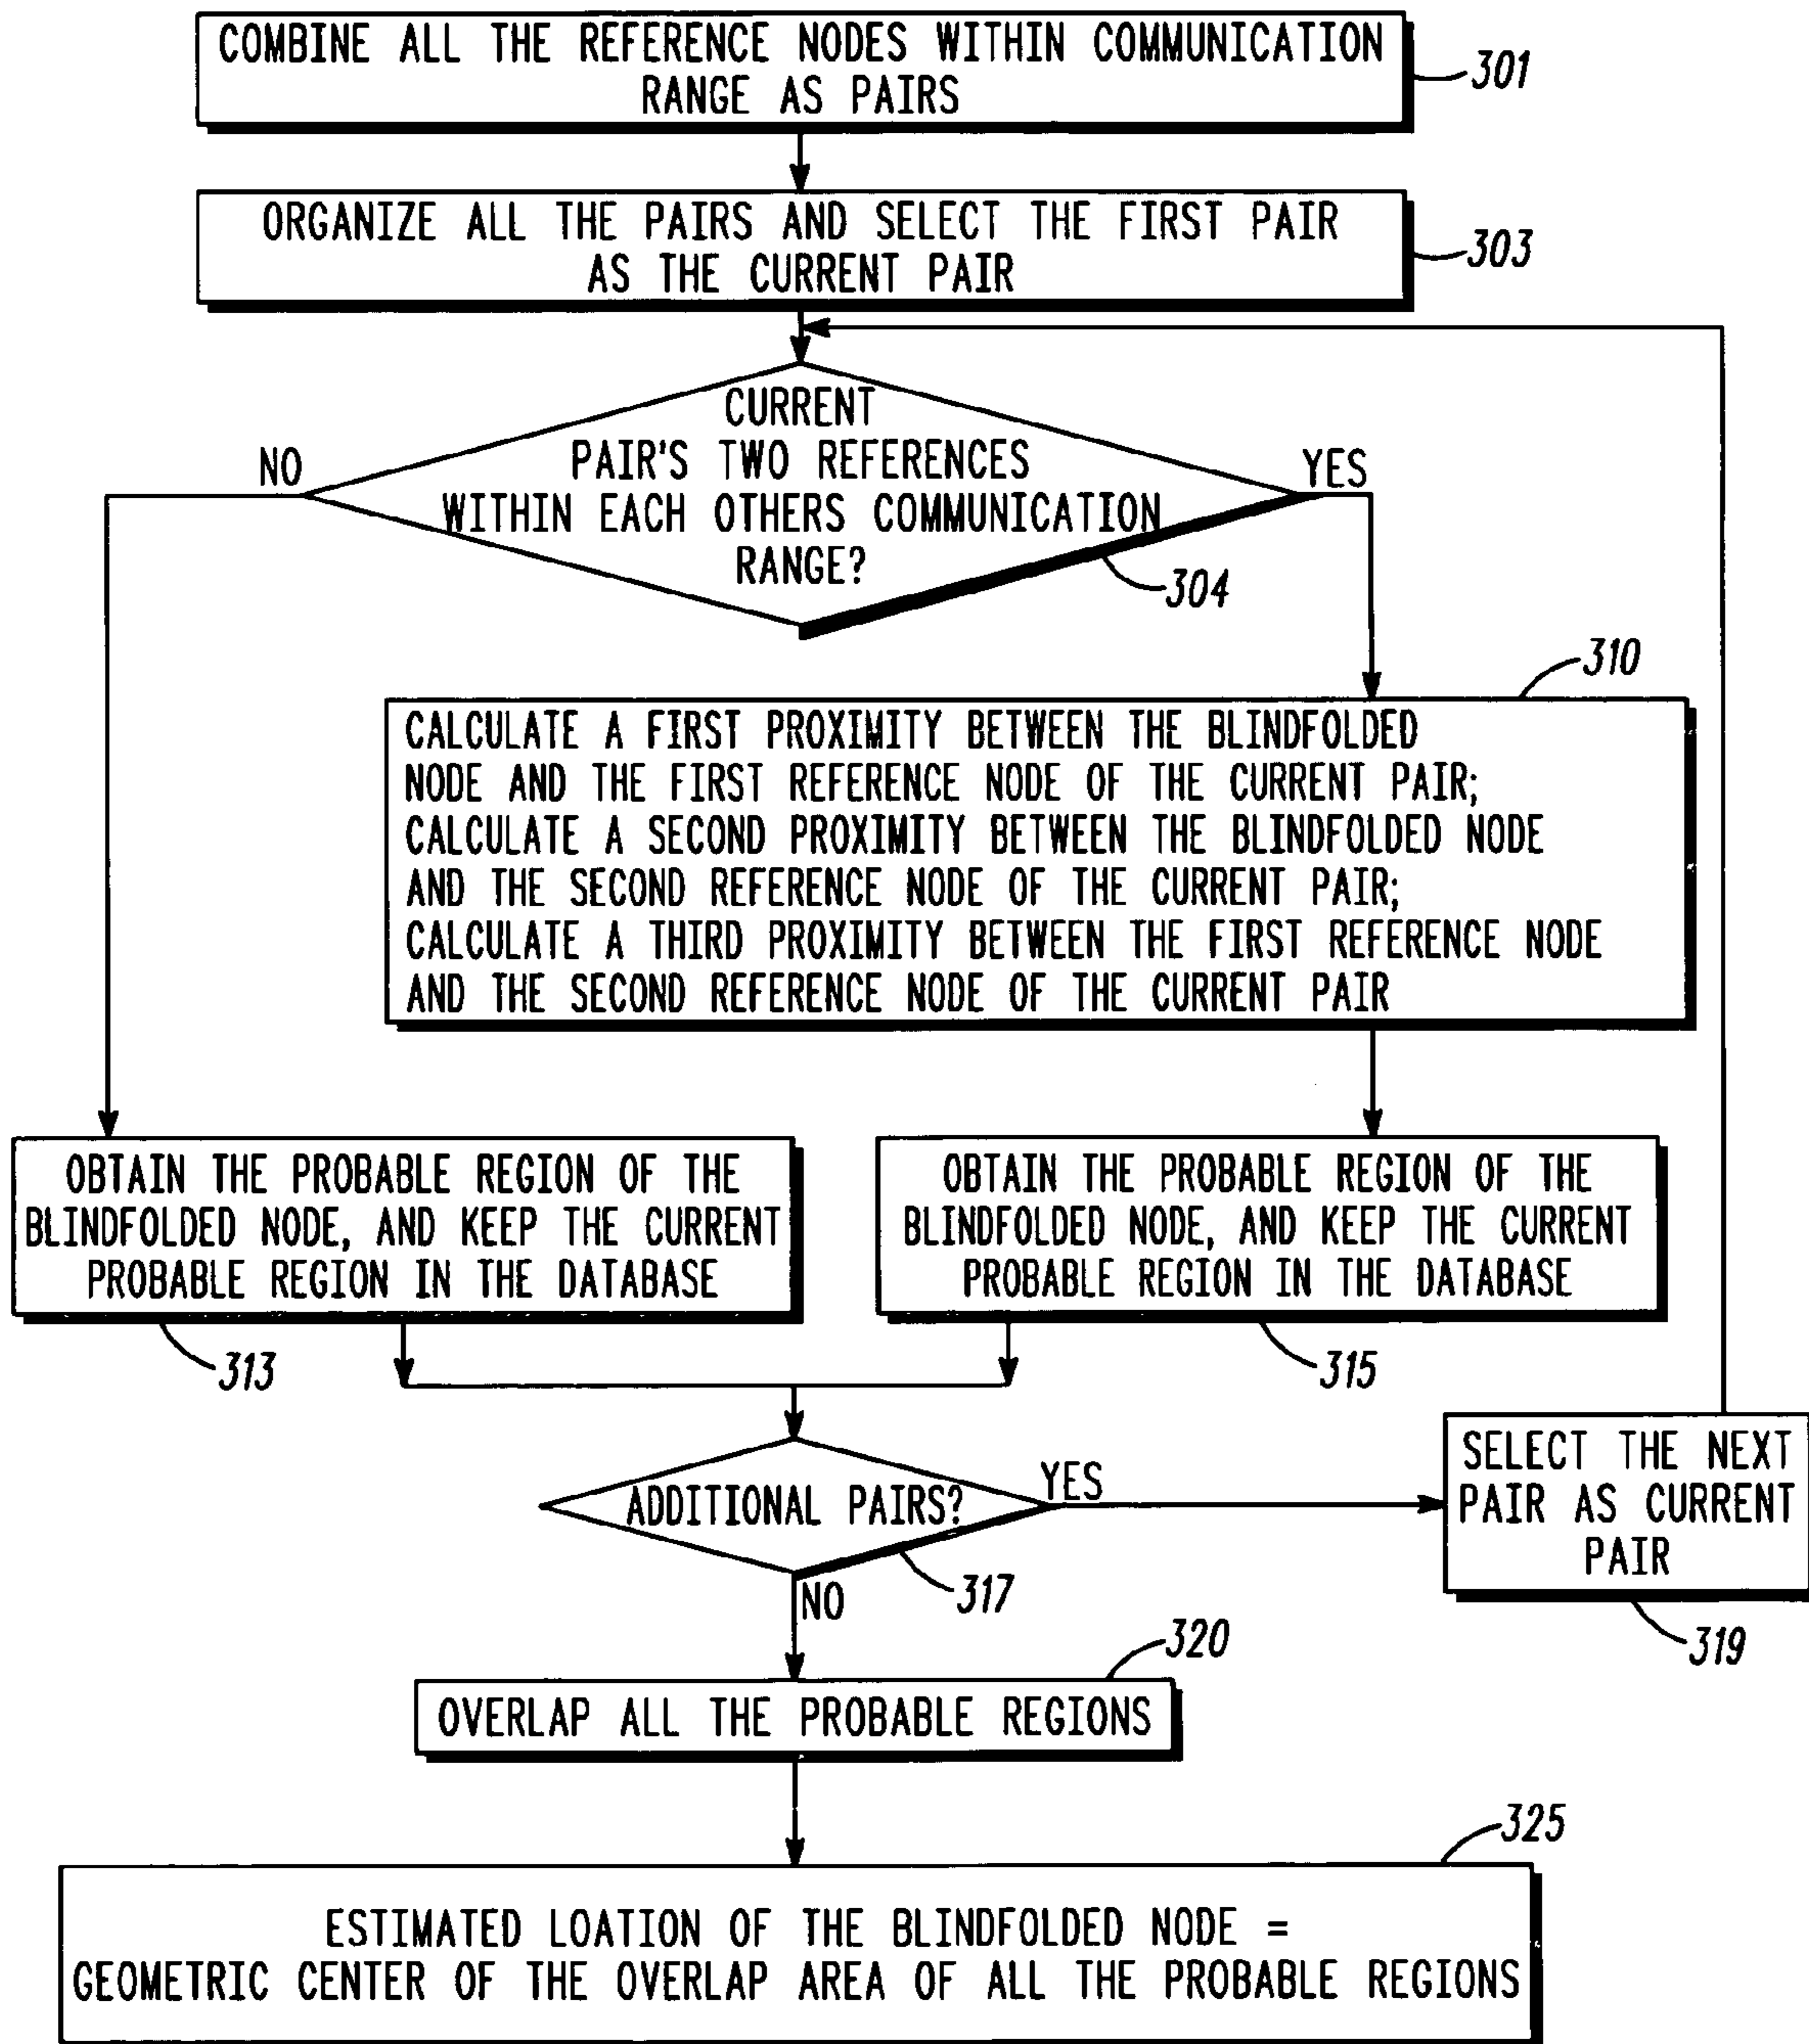 COMBINE ALL THE REFERENCE NODES WITHIN COMMUNICATION
RANGE AS PAIRS
301
ORGANIZE ALL THE PAIRS AND SELECT THE FIRST PAIR
AS THE CURRENT PAIR
303
CURRENT
PAIR'S TWO REFERENCES
WITHIN EACH OTHERS COMMUNICATION
RANGE?
NO
YES
304
310
CALCULATE A FIRST PROXIMITY BETWEEN THE BLINDFOLDED
NODE AND THE FIRST REFERENCE NODE OF THE CURRENT PAIR;
CALCULATE A SECOND PROXIMITY BETWEEN THE BLINDFOLDED NODE
AND THE SECOND REFERENCE NODE OF THE CURRENT PAIR;
CALCULATE A THIRD PROXIMITY BETWEEN THE FIRST REFERENCE NODE
AND THE SECOND REFERENCE NODE OF THE CURRENT PAIR
OBTAIN THE PROBABLE REGION OF THE
BLINDFOLDED NODE, AND KEEP THE CURRENT
PROBABLE REGION IN THE DATABASE
313
OBTAIN THE PROBABLE REGION OF THE
BLINDFOLDED NODE, AND KEEP THE CURRENT
PROBABLE REGION IN THE DATABASE
315
ADDITIONAL PAIRS?
YES
317
NO
SELECT THE NEXT
PAIR AS CURRENT
PAIR
319
320
OVERLAP ALL THE PROBABLE REGIONS
325
ESTIMATED LOATION OF THE BLINDFOLDED NODE =
GEOMETRIC CENTER OF THE OVERLAP AREA OF ALL THE PROBABLE REGIONS